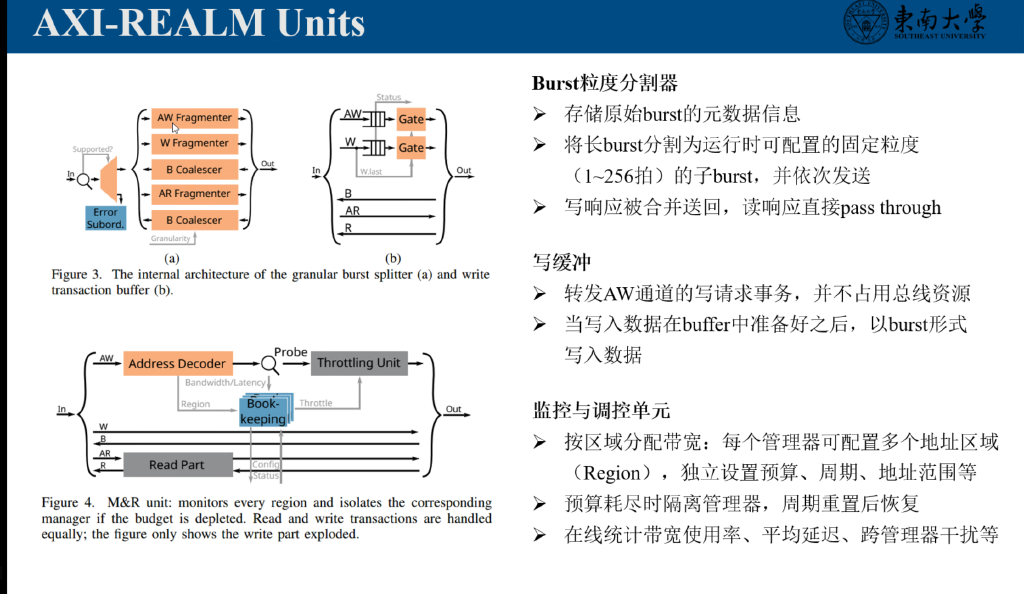 AXI-REALM Units
東南大學
SOUTHEAST UNIVERSITY
Supported?
In
Error
Subord.
AW Fragmenter
W Fragmenter
B Coalescer
AR Fragmenter
B Coalescer
Granularity
Out
(a)
Status
AW
Gate
W
Gate
W.last
In
Out
B
AR
R
(b)
Figure 3. The internal architecture of the granular burst splitter (a) and write
transaction buffer (b).
AW
Address Decoder
Probe
Throttling Unit
Bandwidth/Latency
Region
Book-
keeping
Throttle
In
Out
W
B
AR
R
Read Part
Config
Status
Figure 4. M&R unit: monitors every region and isolates the corresponding
manager if the budget is depleted. Read and write transactions are handled
equally; the figure only shows the write part exploded.
Burst粒度分割器
➢ 存储原始burst的元数据信息
➢ 将长burst分割为运行时可配置的固定粒度
（1~256拍）的子burst，并依次发送
➢ 写响应被合并送回，读响应直接pass through
写缓冲
➢ 转发AW通道的写请求事务，并不占用总线资源
➢ 当写入数据在buffer中准备好之后，以burst形式
写入数据
监控与调控单元
➢ 按区域分配带宽：每个管理器可配置多个地址区域
（Region），独立设置预算、周期、地址范围等
➢ 预算耗尽时隔离管理器，周期重置后恢复
➢ 在线统计带宽使用率、平均延迟、跨管理器干扰等